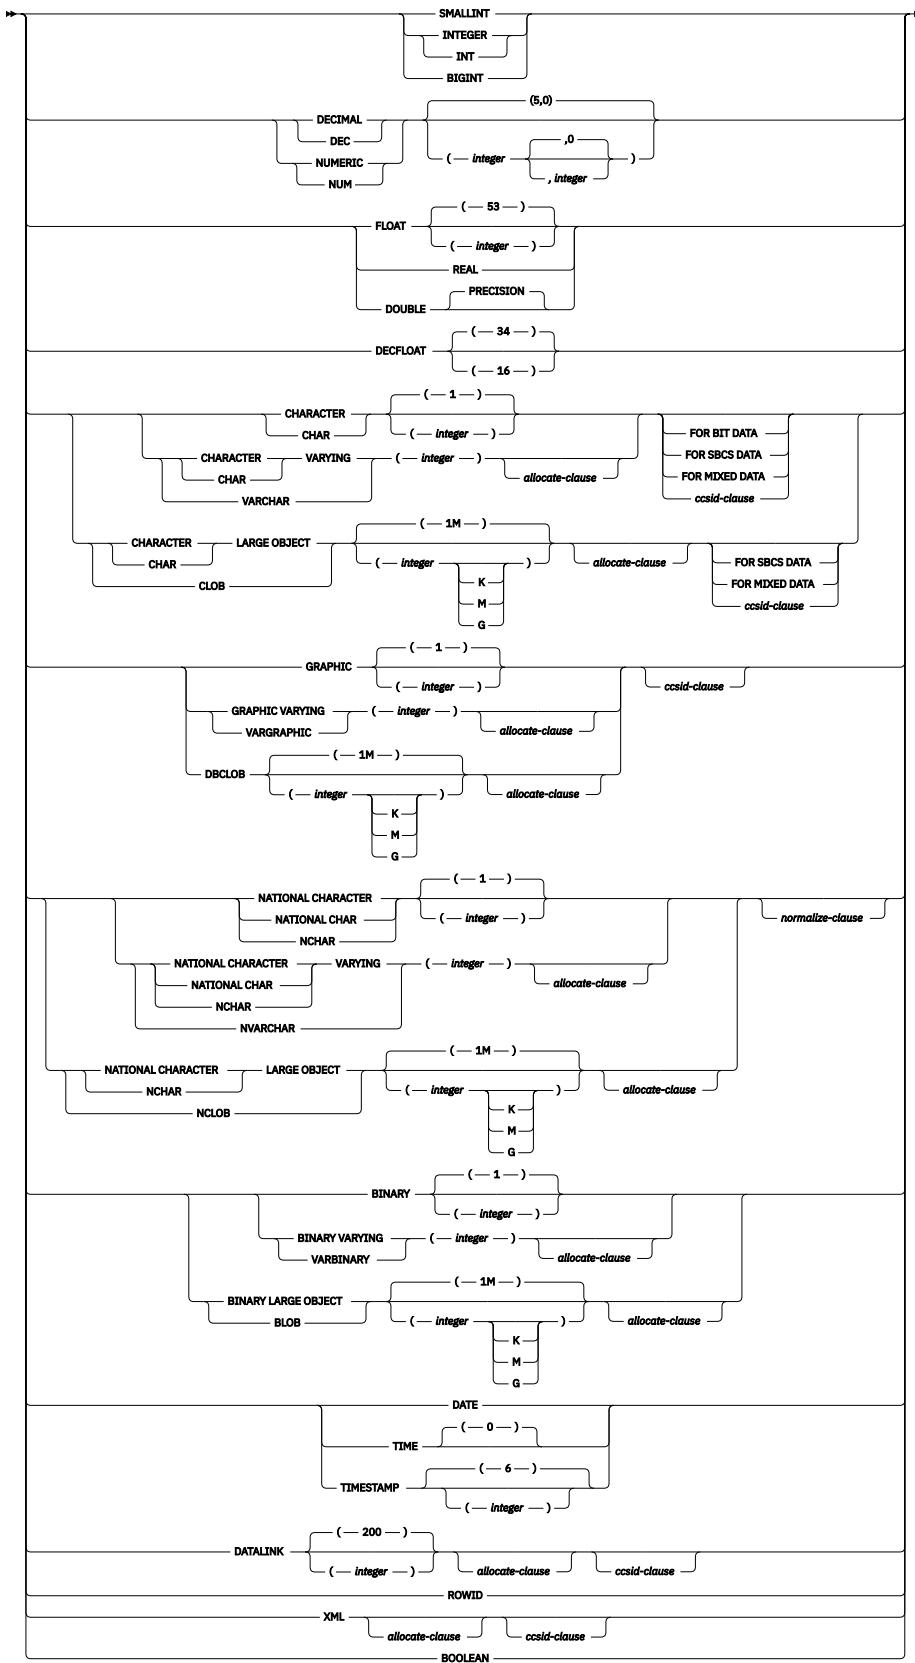 SMALLINT
INTEGER
INT
BIGINT
(5,0)
DECIMAL
DEC
( integer ,0 )
, integer
NUMERIC
NUM
( 53 )
FLOAT
( integer )
REAL
PRECISION
DOUBLE
( 34 )
DECFLOAT
( 16 )
( 1 )
CHARACTER
CHAR
( integer )
FOR BIT DATA
FOR SBCS DATA
FOR MIXED DATA
ccsid-clause
CHARACTER VARYING ( integer )
CHAR
allocate-clause
VARCHAR
( 1M )
CHARACTER LARGE OBJECT
CHAR
( integer )
allocate-clause
FOR SBCS DATA
FOR MIXED DATA
ccsid-clause
CLOB
K
M
G
( 1 )
GRAPHIC
( integer )
ccsid-clause
GRAPHIC VARYING ( integer )
VARGRAPHIC
allocate-clause
( 1M )
DBCLOB
( integer )
allocate-clause
K
M
G
( 1 )
NATIONAL CHARACTER
NATIONAL CHAR
( integer )
normalize-clause
NCHAR
NATIONAL CHARACTER VARYING ( integer )
NATIONAL CHAR
allocate-clause
NCHAR
NVARCHAR
( 1M )
NATIONAL CHARACTER LARGE OBJECT
NCHAR
( integer )
allocate-clause
NCLOB
K
M
G
( 1 )
BINARY
( integer )
BINARY VARYING ( integer )
VARBINARY
allocate-clause
( 1M )
BINARY LARGE OBJECT
BLOB
( integer )
allocate-clause
K
M
G
DATE
( 0 )
TIME
( 6 )
TIMESTAMP
( integer )
( 200 )
DATALINK
( integer )
allocate-clause
ccsid-clause
ROWID
XML
allocate-clause
ccsid-clause
BOOLEAN